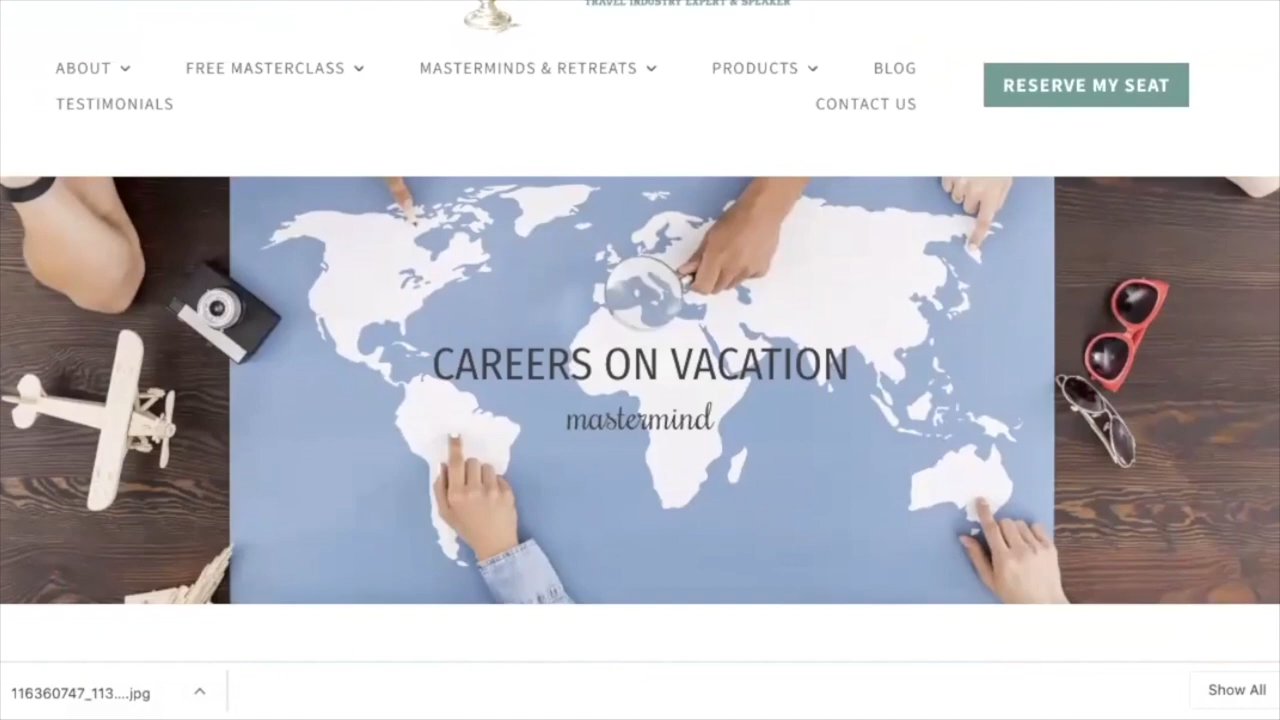 TRAVEL INDUSTRY EXPERT & SPEAKER
ABOUT FREE MASTERCLASS MASTERMINDS & RETREATS PRODUCTS BLOG
TESTIMONIALS CONTACT US
RESERVE MY SEAT
CAREERS ON VACATION
mastermind
116360747_113....jpg
Show All